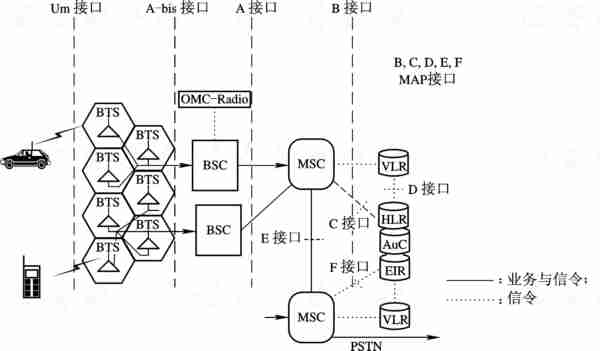 Um 接口
A-bis 接口
A 接口
B 接口
B, C, D, E, F
MAP接口
OMC-Radio
BTS
BTS
BTS
BTS
BTS
BTS
BTS
BSC
BSC
MSC
VLR
D 接口
C 接口
HLR
AuC
E 接口
F 接口
EIR
MSC
VLR
PSTN
:业务与信令;
:信令